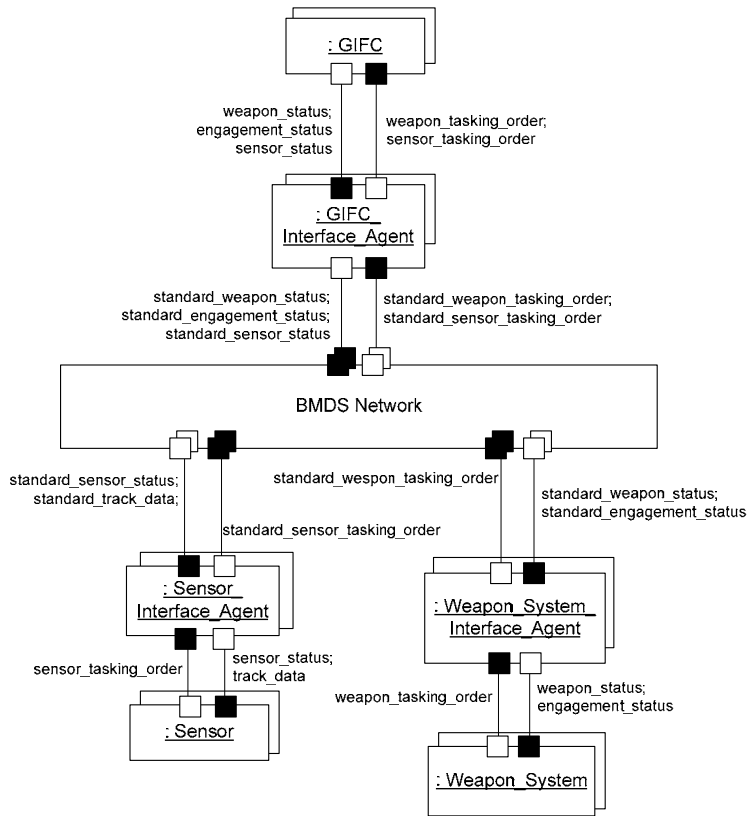 : GIFC
weapon_status;
engagement_status
sensor_status
weapon_tasking_order;
sensor_tasking_order
: GIFC_
Interface_Agent
standard_weapon_status;
standard_engagement_status;
standard_sensor_status
standard_weapon_tasking_order;
standard_sensor_tasking_order
BMDS Network
standard_sensor_status;
standard_track_data;
standard_sensor_tasking_order
standard_wespon_tasking_order
standard_weapon_status;
standard_engagement_status
: Sensor_
Interface_Agent
: Weapon_System_
Interface_Agent
sensor_tasking_order
sensor_status;
track_data
weapon_tasking_order
weapon_status;
engagement_status
: Sensor
: Weapon_System